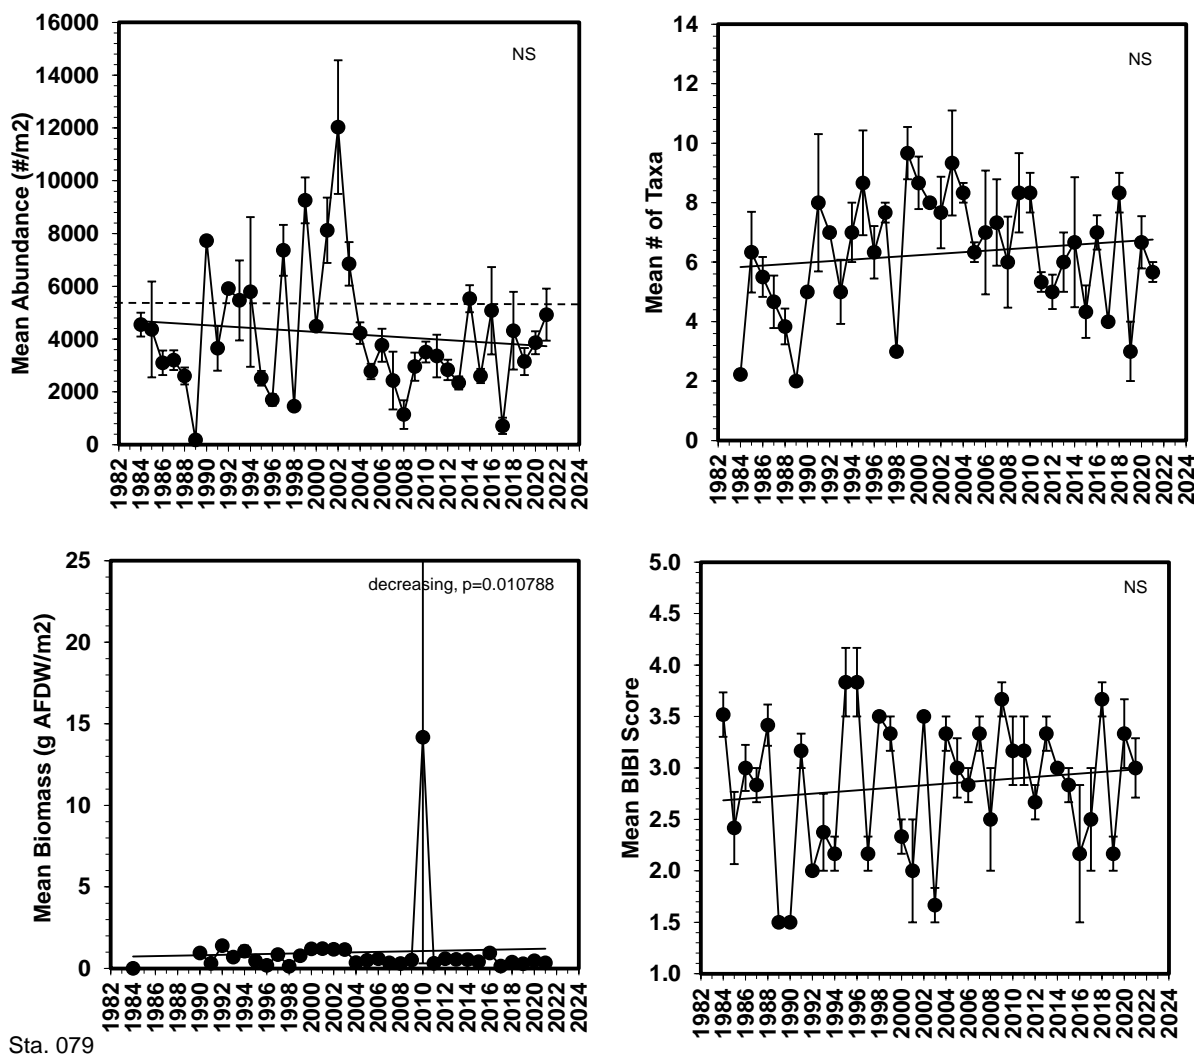 16000
14000
12000
10000
8000
6000
4000
2000
0
Mean Abundance (#/m2)
NS
1982 1984 1986 1988 1990 1992 1994 1996 1998 2000 2002 2004 2006 2008 2010 2012 2014 2016 2018 2020 2022 2024
14
12
10
8
6
4
2
0
Mean # of Taxa
NS
1982 1984 1986 1988 1990 1992 1994 1996 1998 2000 2002 2004 2006 2008 2010 2012 2014 2016 2018 2020 2022 2024
25
20
15
10
5
0
Mean Biomass (g AFDW/m2)
decreasing, p=0.010788
1982 1984 1986 1988 1990 1992 1994 1996 1998 2000 2002 2004 2006 2008 2010 2012 2014 2016 2018 2020 2022 2024
5.0
4.5
4.0
3.5
3.0
2.5
2.0
1.5
1.0
Mean BIBI Score
NS
1982 1984 1986 1988 1990 1992 1994 1996 1998 2000 2002 2004 2006 2008 2010 2012 2014 2016 2018 2020 2022 2024
Sta. 079